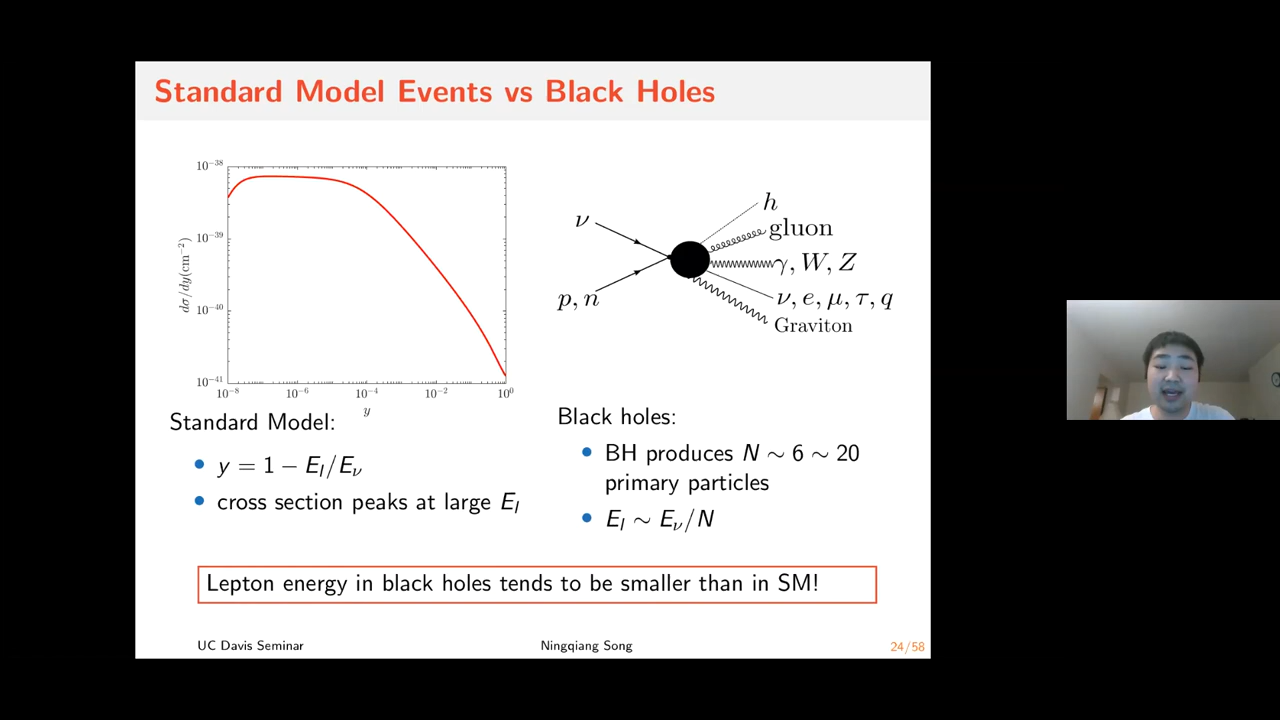 Standard Model Events vs Black Holes
10⁻³⁸
10⁻³⁹
10⁻⁴⁰
10⁻⁴¹
dσ/dy(cm⁻²)
10⁻⁸
10⁻⁶
10⁻⁴
10⁻²
10⁰
y
ν
p, n
h
gluon
γ, W, Z
ν, e, μ, τ, q
Graviton
Standard Model:
• y = 1 − E_l/E_ν
• cross section peaks at large E_l
Black holes:
• BH produces N ∼ 6 ∼ 20
primary particles
• E_l ∼ E_ν/N
Lepton energy in black holes tends to be smaller than in SM!
UC Davis Seminar
Ningqiang Song
24/58